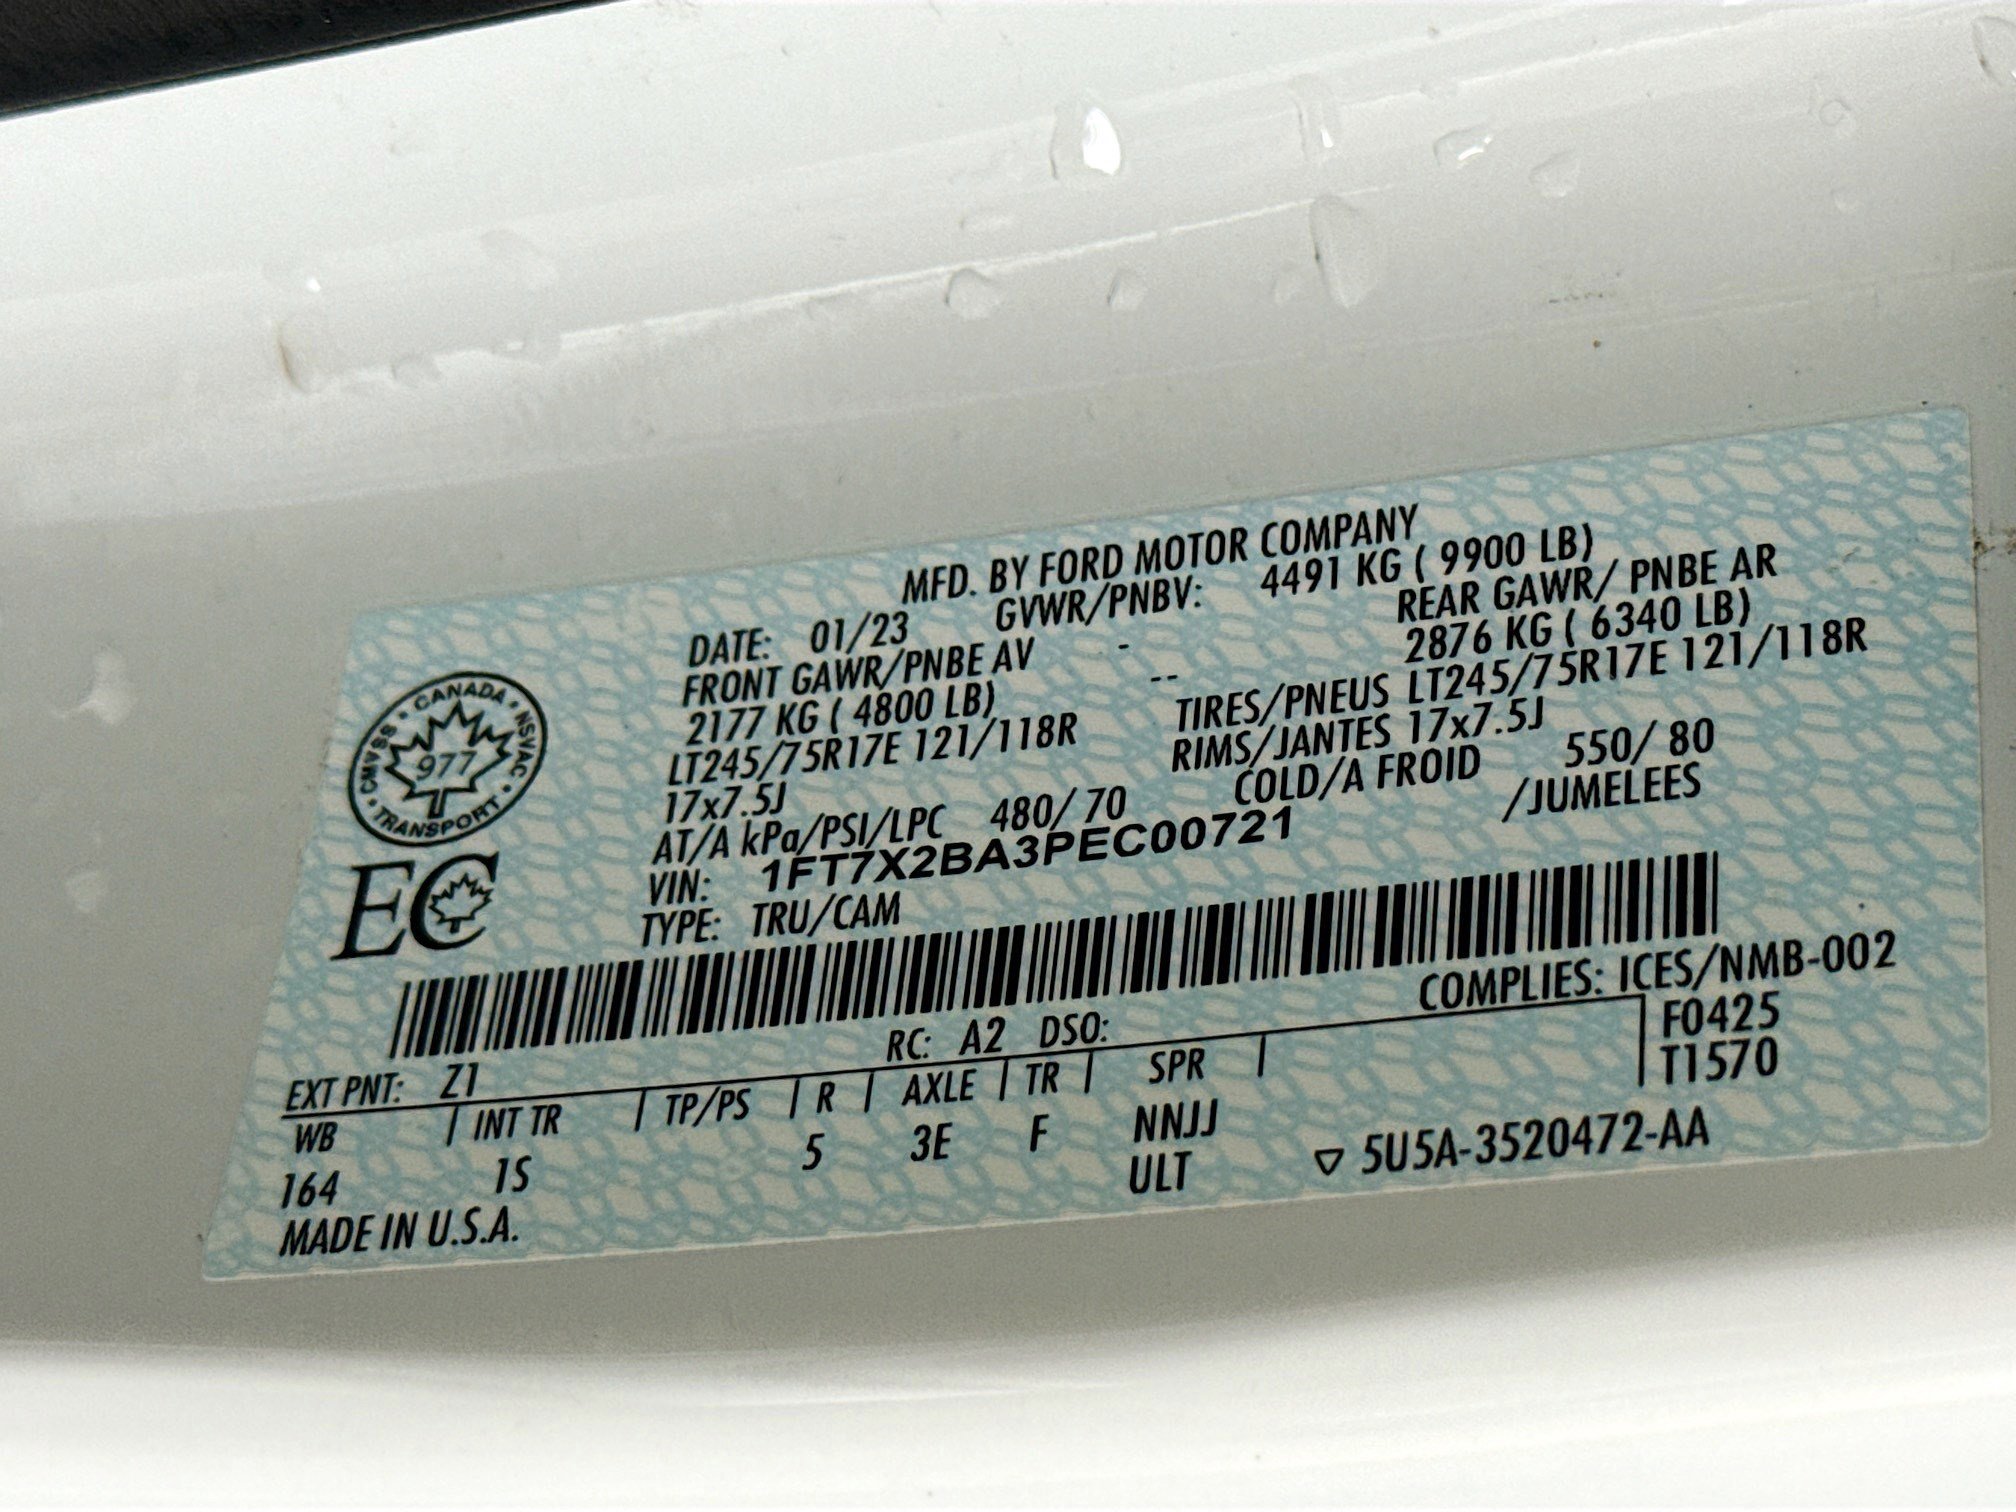 MFD. BY FORD MOTOR COMPANY
DATE: 01/23 GVWR/PNBV: 4491 KG ( 9900 LB)
FRONT GAWR/PNBE AV - REAR GAWR/ PNBE AR
2177 KG ( 4800 LB) -- 2876 KG ( 6340 LB)
LT245/75R17E 121/118R TIRES/PNEUS LT245/75R17E 121/118R
17x7.5J RIMS/JANTES 17x7.5J
AT/A kPa/PSI/LPC 480/ 70 COLD/A FROID 550/ 80
VIN: 1FT7X2BA3PEC00721 /JUMELEES
TYPE: TRU/CAM
CANADA • NSVAC • TRANSPORT • CMVSS •
977
EC
COMPLIES: ICES/NMB-002
EXT PNT: Z1 RC: A2 DSO: F0425
WB INT TR TP/PS R AXLE TR SPR T1570
164 1S 5 3E F NNJJ
ULT ▽ 5U5A-3520472-AA
MADE IN U.S.A.